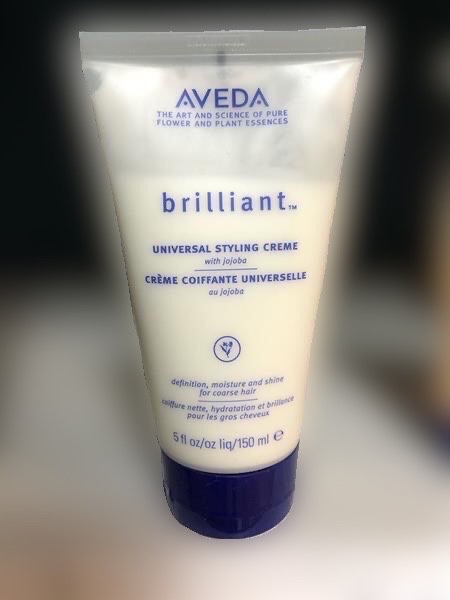 AVEDA
THE ART AND SCIENCE OF PURE
FLOWER AND PLANT ESSENCES
brilliant™
UNIVERSAL STYLING CREME
with jojoba
CRÈME COIFFANTE UNIVERSELLE
au jojoba
definition, moisture and shine
for coarse hair
coiffure nette, hydratation et brillance
pour les gros cheveux
5 fl oz/oz liq/150 ml ℮